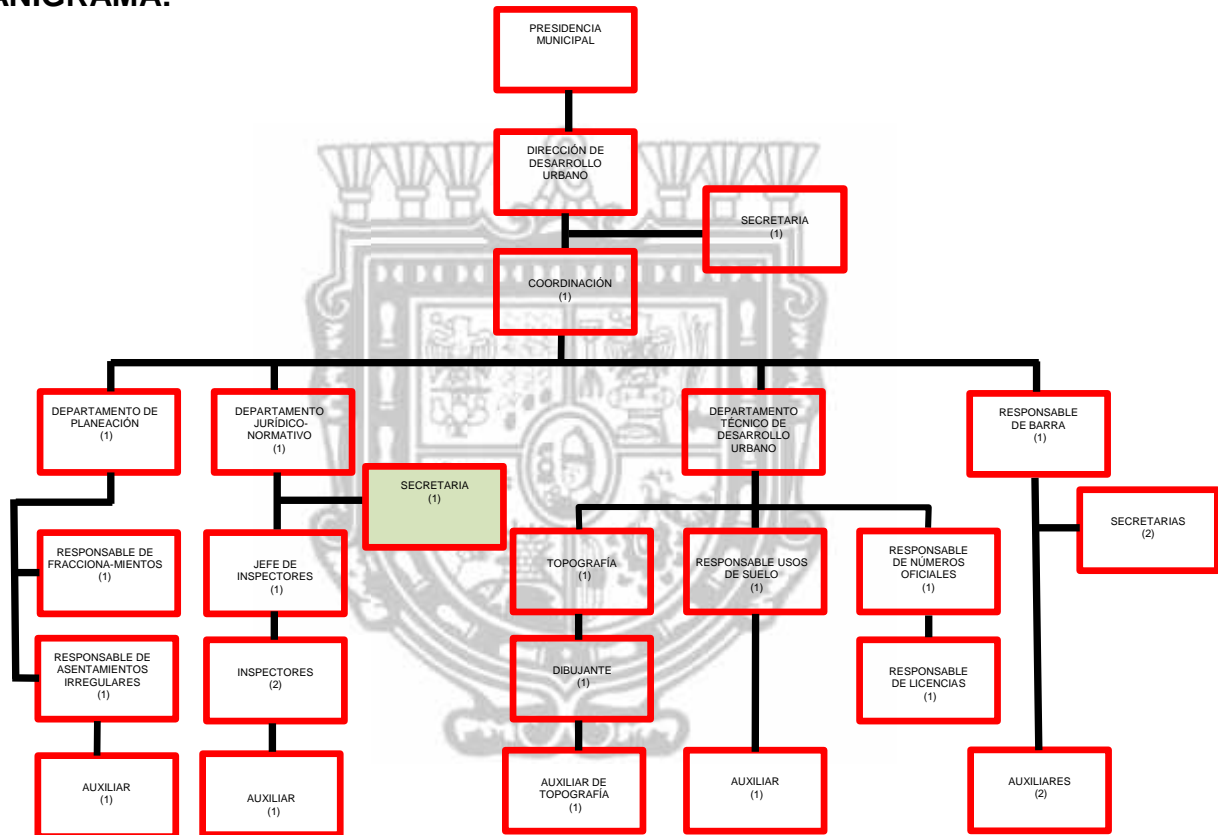 ANIGRAMA:
PRESIDENCIA
MUNICIPAL
DIRECCIÓN DE
DESARROLLO
URBANO
SECRETARIA
(1)
COORDINACIÓN
(1)
DEPARTAMENTO DE
PLANEACIÓN
(1)
DEPARTAMENTO
JURÍDICO-
NORMATIVO
(1)
DEPARTAMENTO
TÉCNICO DE
DESARROLLO
URBANO
RESPONSABLE
DE BARRA
(1)
SECRETARIA
(1)
SECRETARIAS
(2)
RESPONSABLE DE
FRACCIONA-MIENTOS
(1)
JEFE DE
INSPECTORES
(1)
TOPOGRAFÍA
(1)
RESPONSABLE USOS
DE SUELO
(1)
RESPONSABLE
DE NÚMEROS
OFICIALES
(1)
RESPONSABLE DE
ASENTAMIENTOS
IRREGULARES
(1)
INSPECTORES
(2)
DIBUJANTE
(1)
RESPONSABLE
DE LICENCIAS
(1)
AUXILIAR
(1)
AUXILIAR
(1)
AUXILIAR DE
TOPOGRAFÍA
(1)
AUXILIAR
(1)
AUXILIARES
(2)